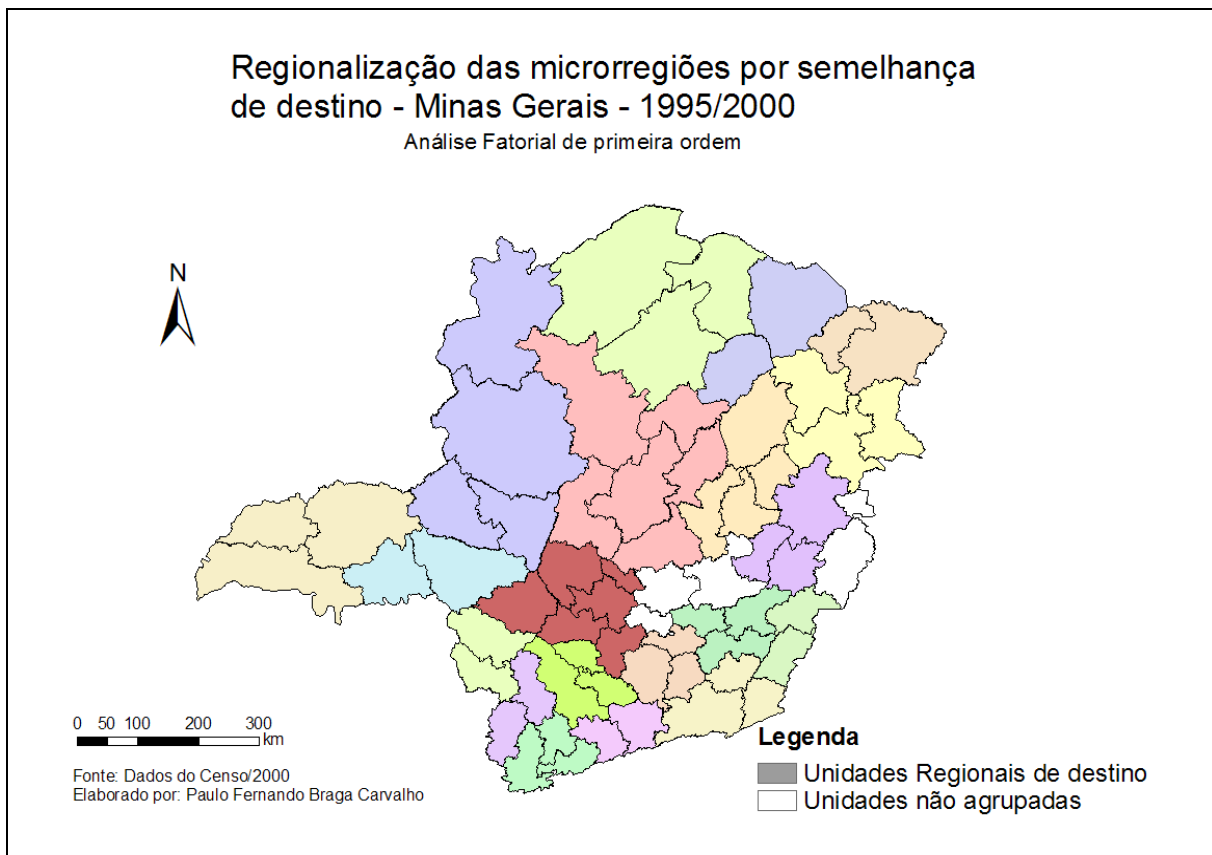 Regionalização das microrregiões por semelhança
de destino - Minas Gerais - 1995/2000
Análise Fatorial de primeira ordem
N
0 50 100 200 300
km
Fonte: Dados do Censo/2000
Elaborado por: Paulo Fernando Braga Carvalho
Legenda
Unidades Regionais de destino
Unidades não agrupadas